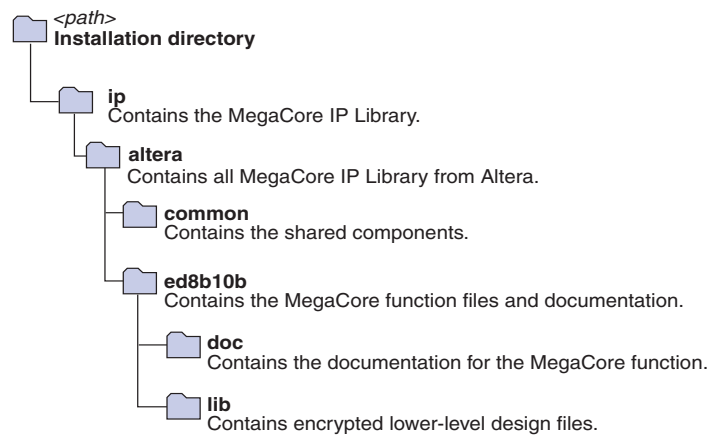 <path>
Installation directory
ip
Contains the MegaCore IP Library.
altera
Contains all MegaCore IP Library from Altera.
common
Contains the shared components.
ed8b10b
Contains the MegaCore function files and documentation.
doc
Contains the documentation for the MegaCore function.
lib
Contains encrypted lower-level design files.